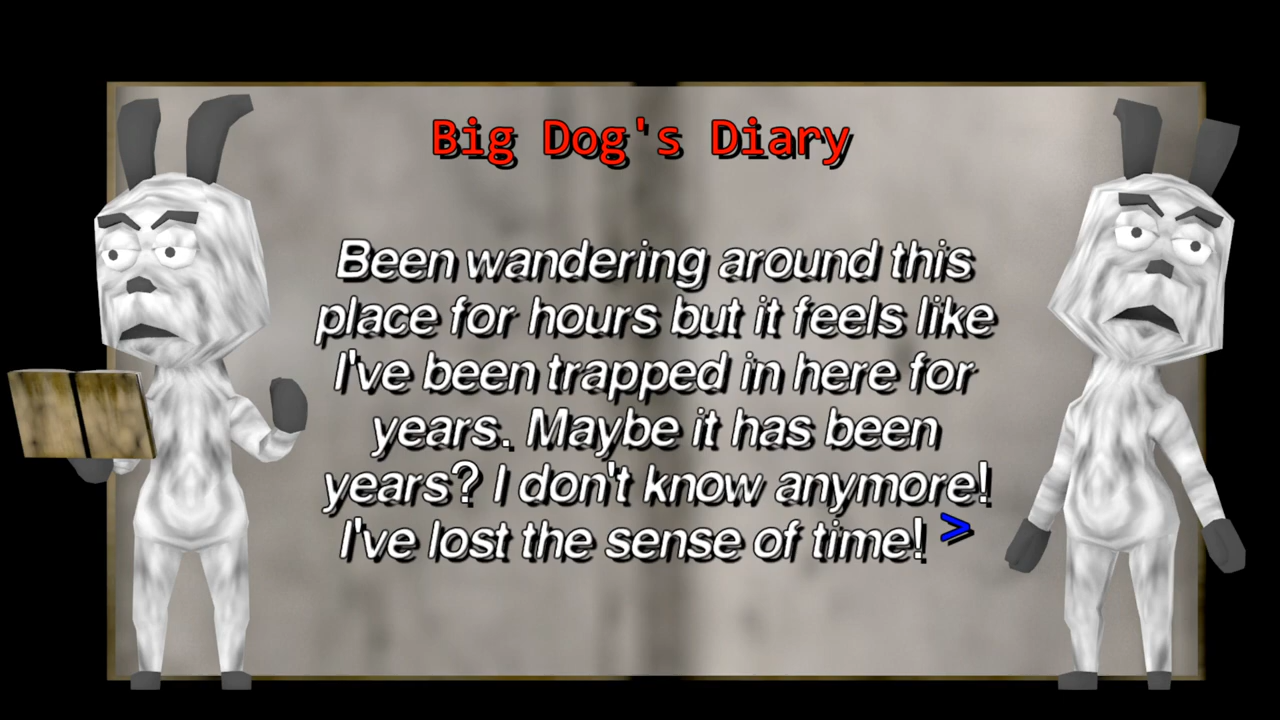 Big Dog's Diary
Been wandering around this
place for hours but it feels like
I've been trapped in here for
years. Maybe it has been
years? I don't know anymore!
I've lost the sense of time! >